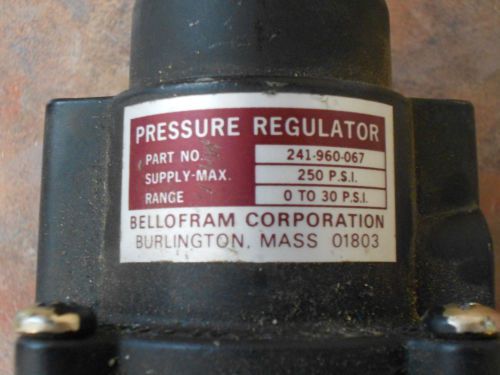 PRESSURE REGULATOR
PART NO. 241-960-067
SUPPLY-MAX. 250 P.S.I.
RANGE 0 TO 30 P.S.I.
BELLOFRAM CORPORATION
BURLINGTON, MASS 01803